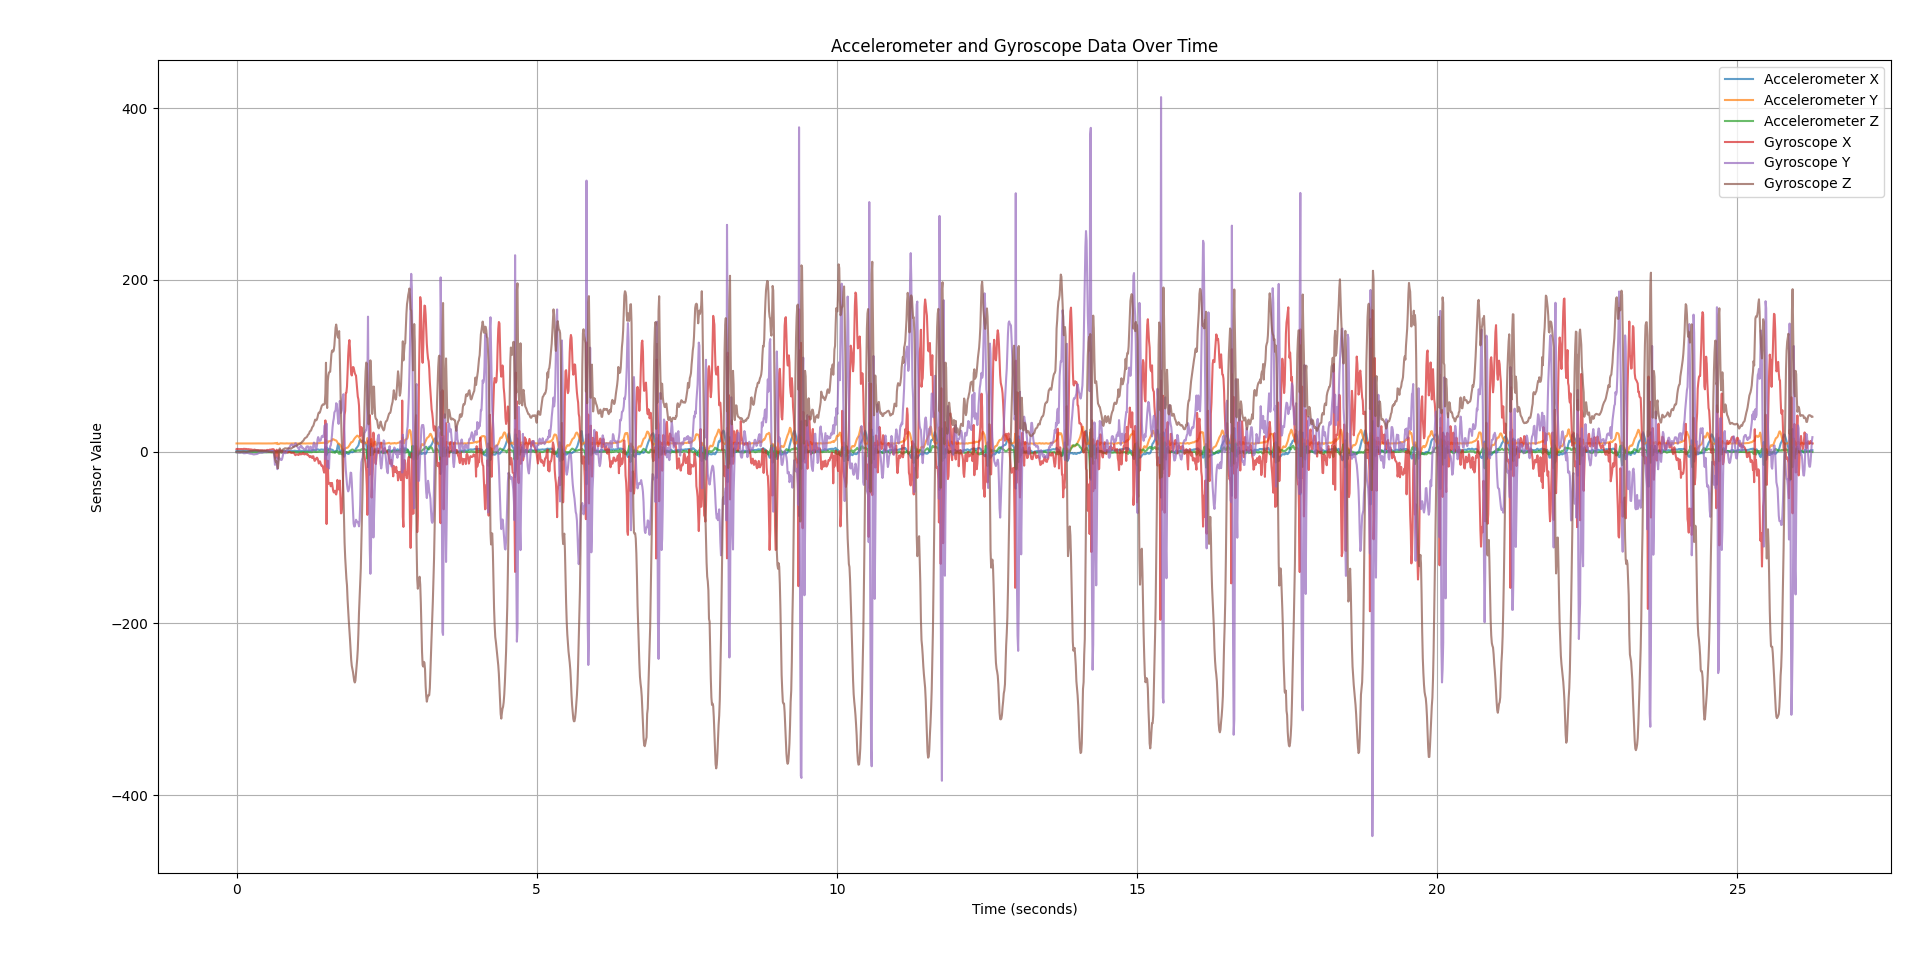 Accelerometer and Gyroscope Data Over Time
Accelerometer X
Accelerometer Y
Accelerometer Z
Gyroscope X
Gyroscope Y
Gyroscope Z
Sensor Value
400
200
0
−200
−400
0 5 10 15 20 25
Time (seconds)